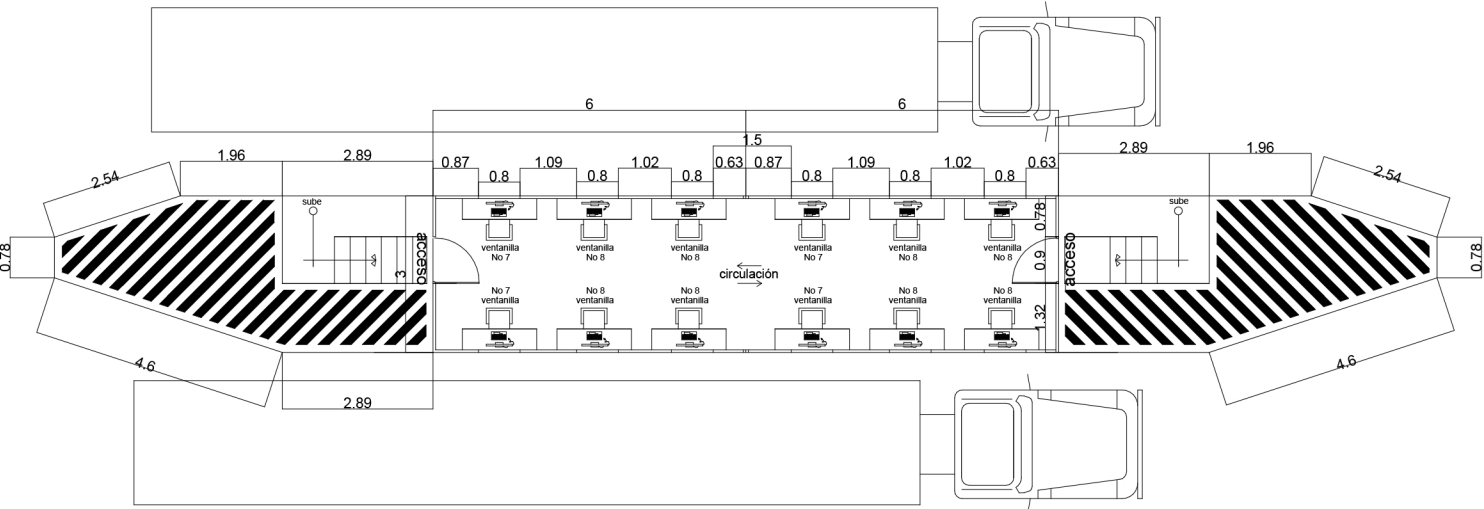 6
6
1.5
1.96
2.89
0.87
1.09
1.02
0.63
0.87
1.09
1.02
0.63
2.89
1.96
2.54
0.8
0.8
0.8
0.8
0.8
0.8
2.54
sube
sube
0.78
0.78
acceso
3
ventanilla
No 7
ventanilla
No 8
ventanilla
No 8
ventanilla
No 7
ventanilla
No 8
ventanilla
No 8
0.78
0.9
acceso
circulación
No 7
ventanilla
No 8
ventanilla
No 8
ventanilla
No 7
ventanilla
No 8
ventanilla
No 8
ventanilla
1.32
4.6
4.6
2.89